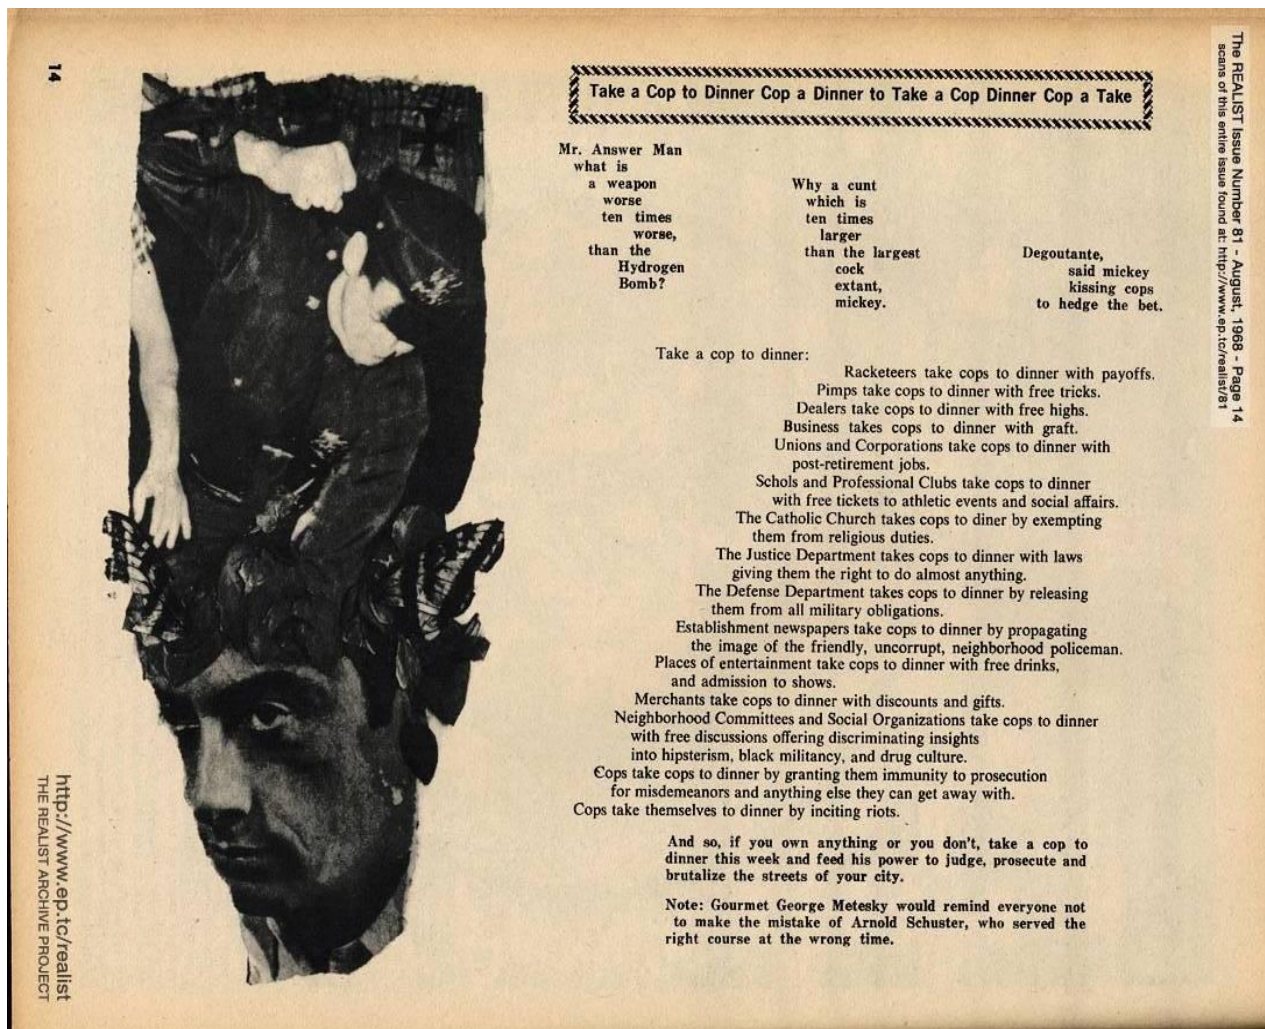 14
The REALIST Issue Number 81 - August, 1968 - Page 14
scans of this entire issue found at: http://www.ep.tc/realist/81
Take a Cop to Dinner Cop a Dinner to Take a Cop Dinner Cop a Take
Mr. Answer Man
what is
a weapon
worse
ten times
worse,
than the
Hydrogen
Bomb?
Why a cunt
which is
ten times
larger
than the largest
cock
extant,
mickey.
Degoutante,
said mickey
kissing cops
to hedge the bet.
Take a cop to dinner:
Racketeers take cops to dinner with payoffs.
Pimps take cops to dinner with free tricks.
Dealers take cops to dinner with free highs.
Business takes cops to dinner with graft.
Unions and Corporations take cops to dinner with
post-retirement jobs.
Schols and Professional Clubs take cops to dinner
with free tickets to athletic events and social affairs.
The Catholic Church takes cops to diner by exempting
them from religious duties.
The Justice Department takes cops to dinner with laws
giving them the right to do almost anything.
The Defense Department takes cops to dinner by releasing
them from all military obligations.
Establishment newspapers take cops to dinner by propagating
the image of the friendly, uncorrupt, neighborhood policeman.
Places of entertainment take cops to dinner with free drinks,
and admission to shows.
Merchants take cops to dinner with discounts and gifts.
Neighborhood Committees and Social Organizations take cops to dinner
with free discussions offering discriminating insights
into hipsterism, black militancy, and drug culture.
Cops take cops to dinner by granting them immunity to prosecution
for misdemeanors and anything else they can get away with.
Cops take themselves to dinner by inciting riots.
And so, if you own anything or you don't, take a cop to
dinner this week and feed his power to judge, prosecute and
brutalize the streets of your city.
Note: Gourmet George Metesky would remind everyone not
to make the mistake of Arnold Schuster, who served the
right course at the wrong time.
http://www.ep.tc/realist
THE REALIST ARCHIVE PROJECT